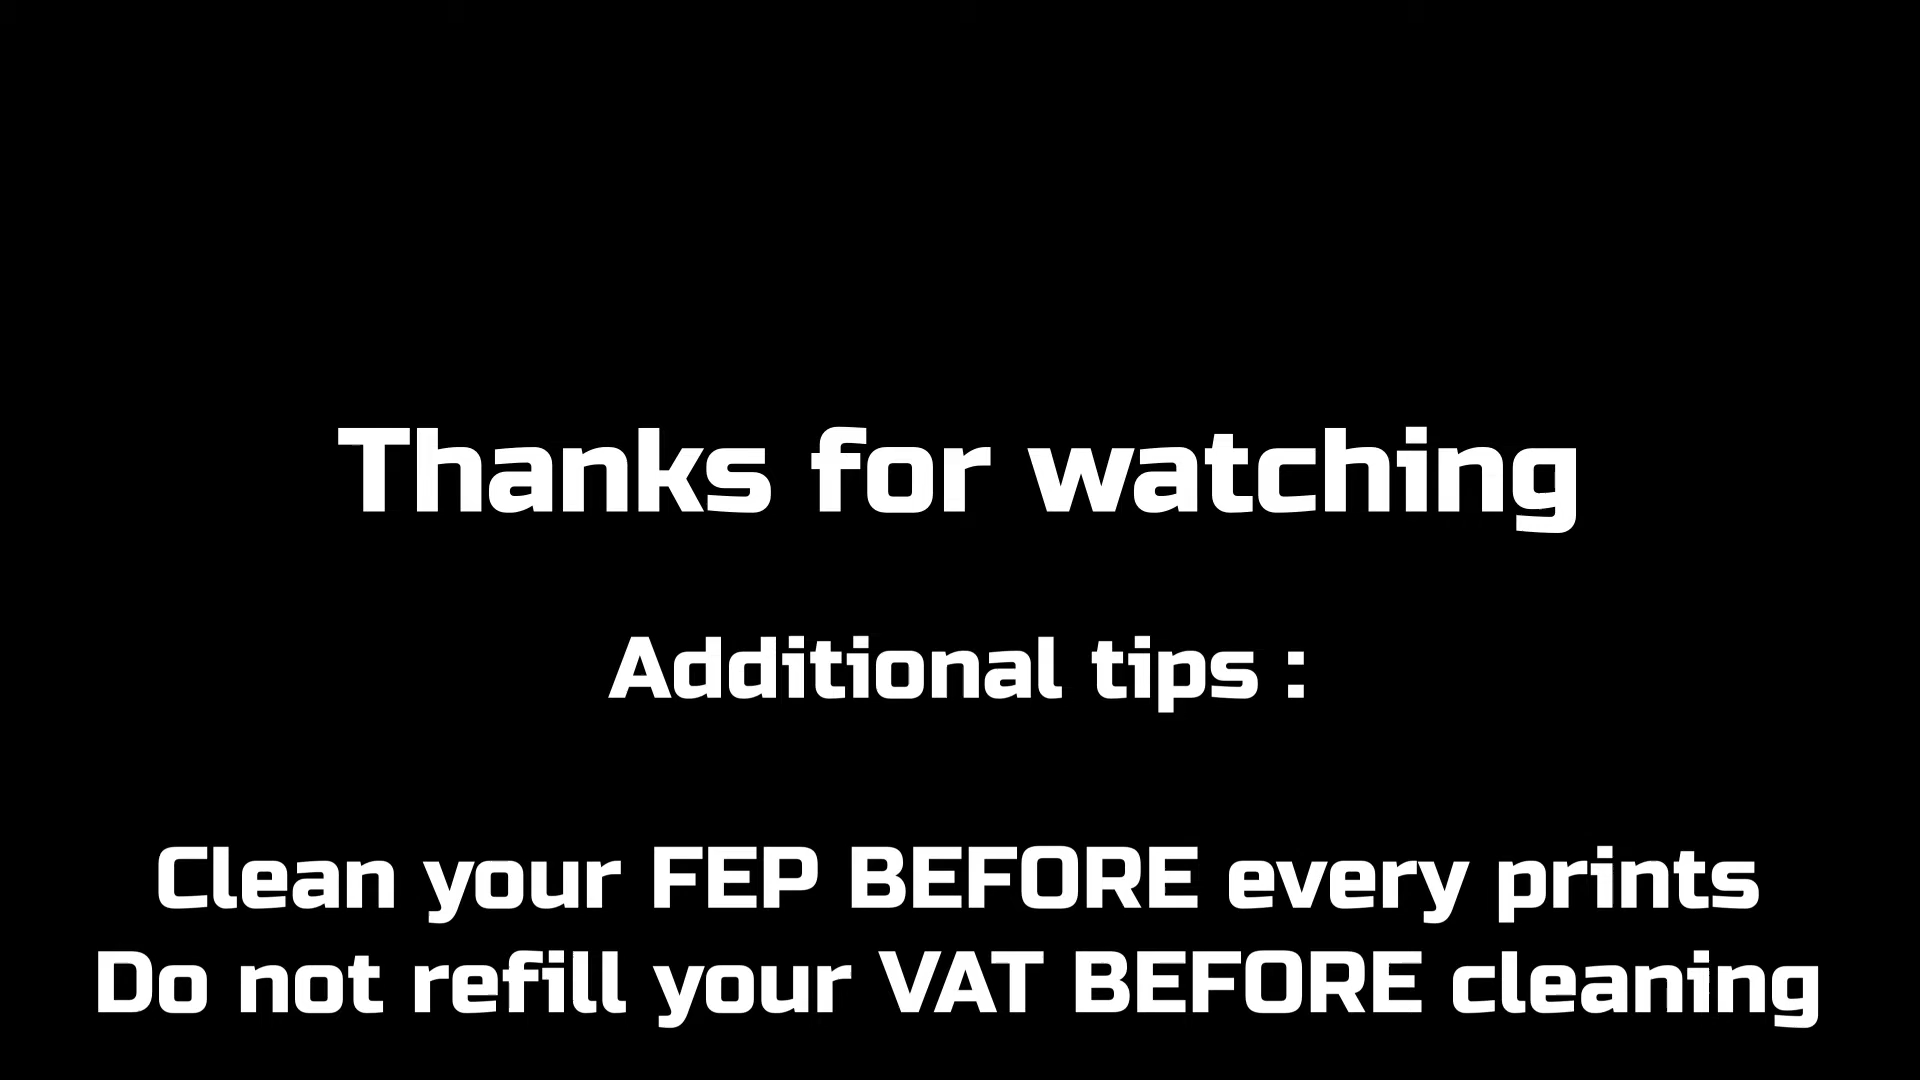 Thanks for watching
Additional tips :
Clean your FEP BEFORE every prints
Do not refill your VAT BEFORE cleaning